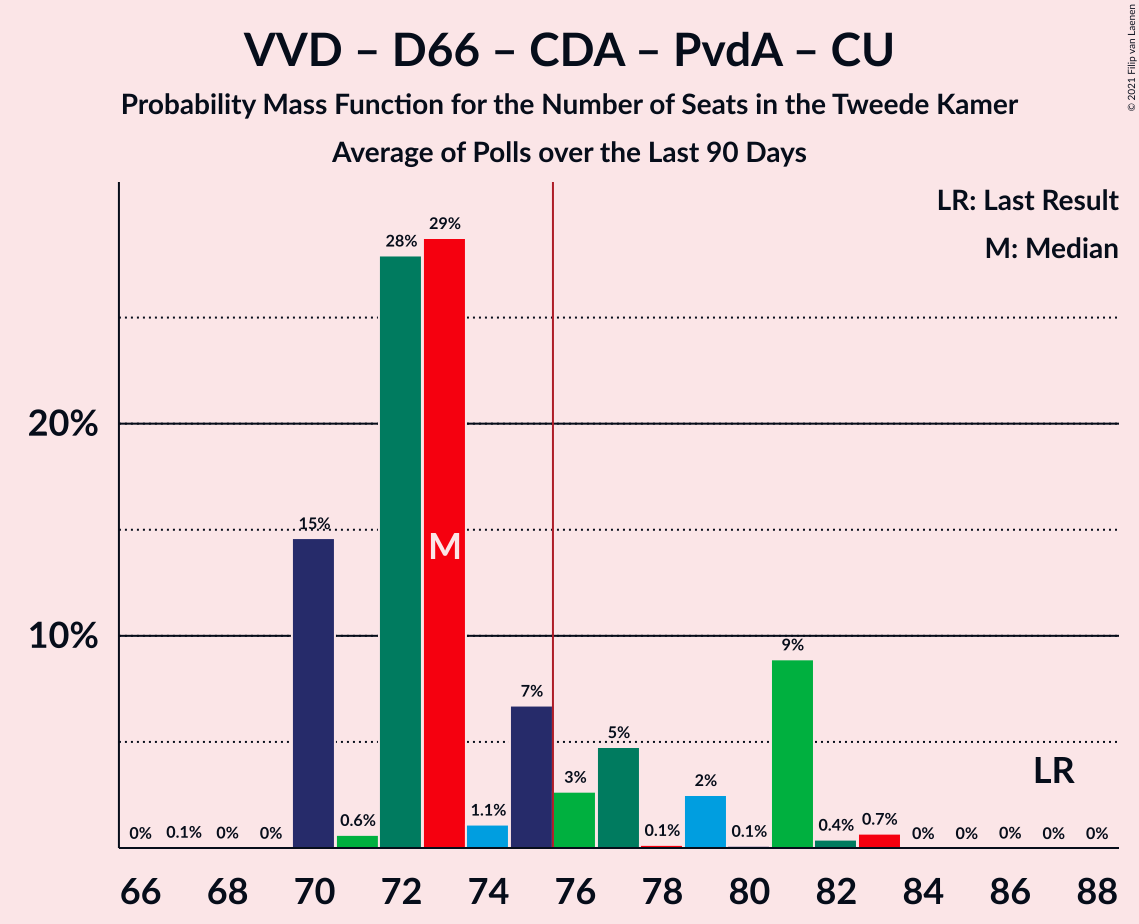 VVD – D66 – CDA – PvdA – CU
Probability Mass Function for the Number of Seats in the Tweede Kamer
Average of Polls over the Last 90 Days
© 2021 Filip van Laenen
LR: Last Result
M: Median
20%
10%
0%
0.1%
0%
0%
15%
0.6%
28%
29%
M
1.1%
7%
3%
5%
0.1%
2%
0.1%
9%
0.4%
0.7%
0%
0%
0%
0%
0%
LR
66 68 70 72 74 76 78 80 82 84 86 88